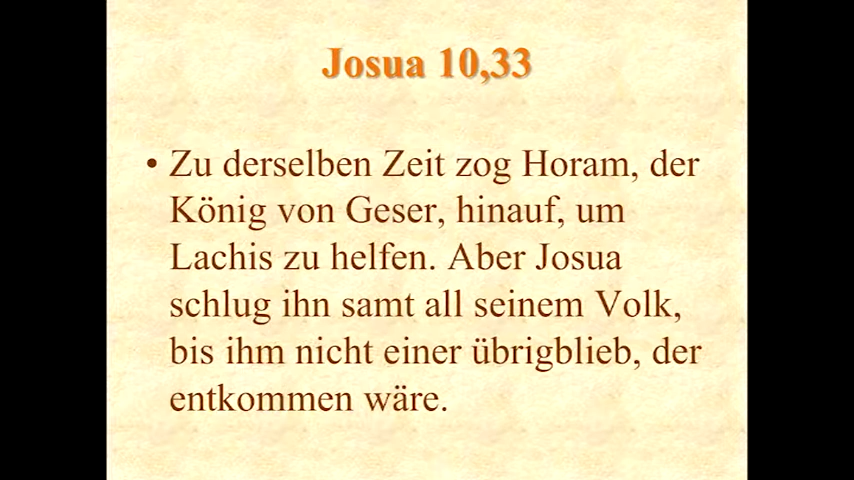 Josua 10,33
• Zu derselben Zeit zog Horam, der
König von Geser, hinauf, um
Lachis zu helfen. Aber Josua
schlug ihn samt all seinem Volk,
bis ihm nicht einer übrigblieb, der
entkommen wäre.